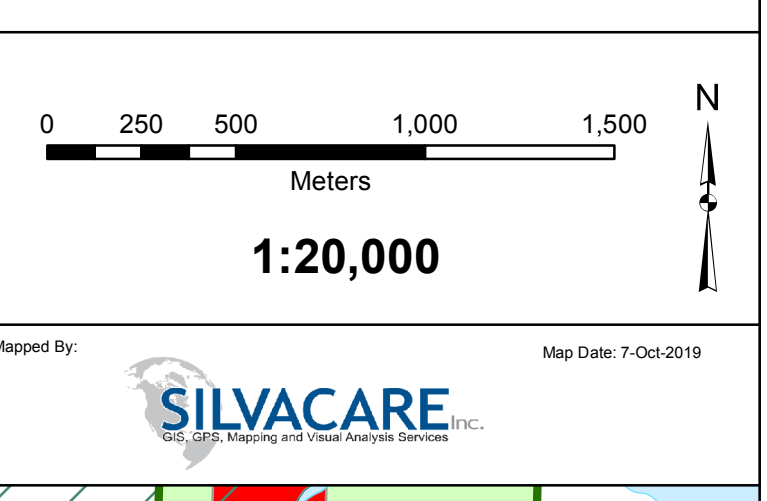 N
0 250 500 1,000 1,500
Meters
1:20,000
Mapped By:
Map Date: 7-Oct-2019
SILVACARE Inc.
GIS, GPS, Mapping and Visual Analysis Services